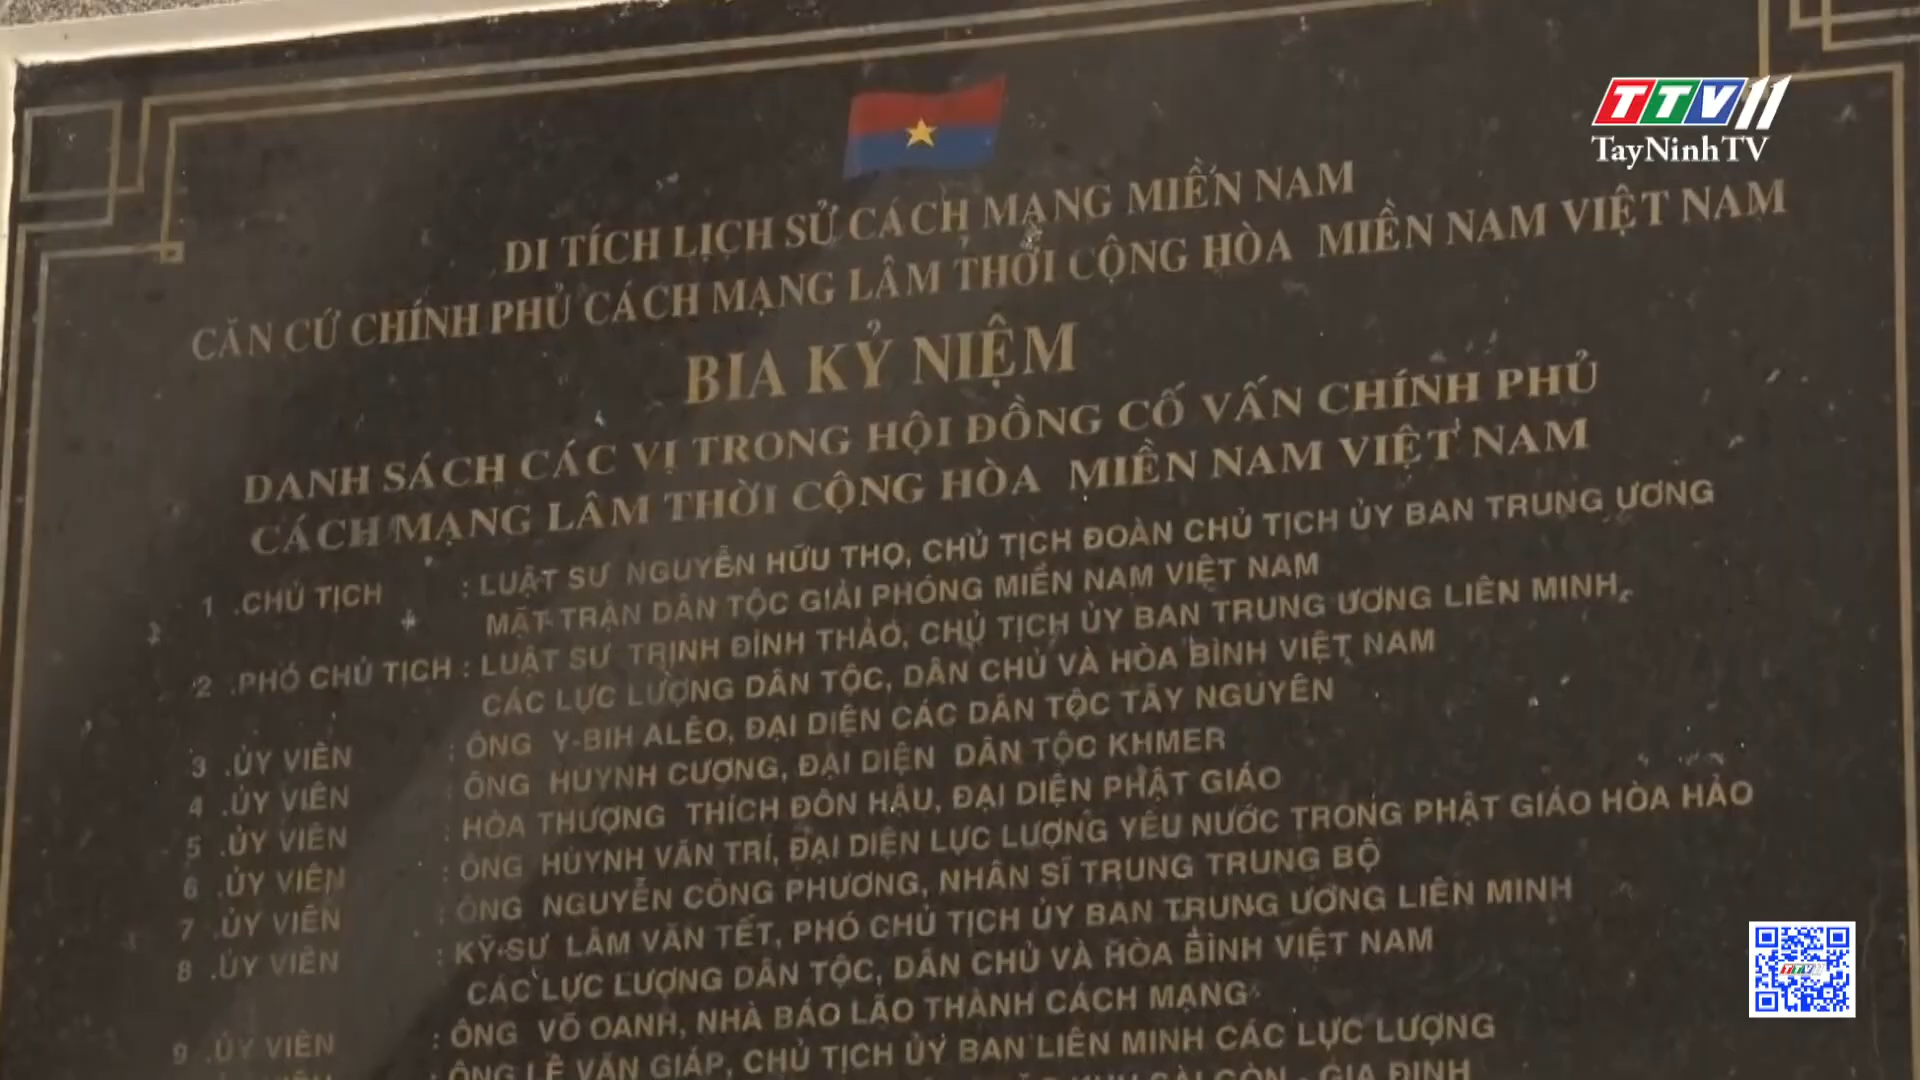 TTV11
TayNinhTV
DI TÍCH LỊCH SỬ CÁCH MẠNG MIỀN NAM
CĂN CỨ CHÍNH PHỦ CÁCH MẠNG LÂM THỜI CỘNG HÒA MIỀN NAM VIỆT NAM
BIA KỶ NIỆM
DANH SÁCH CÁC VỊ TRONG HỘI ĐỒNG CỐ VẤN CHÍNH PHỦ
CÁCH MẠNG LÂM THỜI CỘNG HÒA MIỀN NAM VIỆT NAM
1 .CHỦ TỊCH : LUẬT SƯ NGUYỄN HỮU THỌ, CHỦ TỊCH ĐOÀN CHỦ TỊCH ỦY BAN TRUNG ƯƠNG
MẶT TRẬN DÂN TỘC GIẢI PHÓNG MIỀN NAM VIỆT NAM
2 .PHÓ CHỦ TỊCH : LUẬT SƯ TRỊNH ĐÌNH THẢO, CHỦ TỊCH ỦY BAN TRUNG ƯƠNG LIÊN MINH
CÁC LỰC LƯỢNG DÂN TỘC, DÂN CHỦ VÀ HÒA BÌNH VIỆT NAM
3 .ỦY VIÊN : ÔNG Y-BIH ALÊO, ĐẠI DIỆN CÁC DÂN TỘC TÂY NGUYÊN
4 .ỦY VIÊN : ÔNG HUỲNH CƯƠNG, ĐẠI DIỆN DÂN TỘC KHMER
5 .ỦY VIÊN : HÒA THƯỢNG THÍCH ĐÔN HẬU, ĐẠI DIỆN PHẬT GIÁO
6 .ỦY VIÊN : ÔNG HUỲNH VĂN TRÍ, ĐẠI DIỆN LỰC LƯỢNG YÊU NƯỚC TRONG PHẬT GIÁO HÒA HẢO
7 .ỦY VIÊN : ÔNG NGUYỄN CÔNG PHƯƠNG, NHÂN SĨ TRUNG TRUNG BỘ
8 .ỦY VIÊN : KỸ SƯ LÂM VĂN TẾT, PHÓ CHỦ TỊCH ỦY BAN TRUNG ƯƠNG LIÊN MINH
CÁC LỰC LƯỢNG DÂN TỘC, DÂN CHỦ VÀ HÒA BÌNH VIỆT NAM
9 .ỦY VIÊN : ÔNG VÕ OANH, NHÀ BÁO LÃO THÀNH CÁCH MẠNG
: ÔNG LÊ VĂN GIÁP, CHỦ TỊCH ỦY BAN LIÊN MINH CÁC LỰC LƯỢNG
SÀI GÒN - GIA ĐỊNH